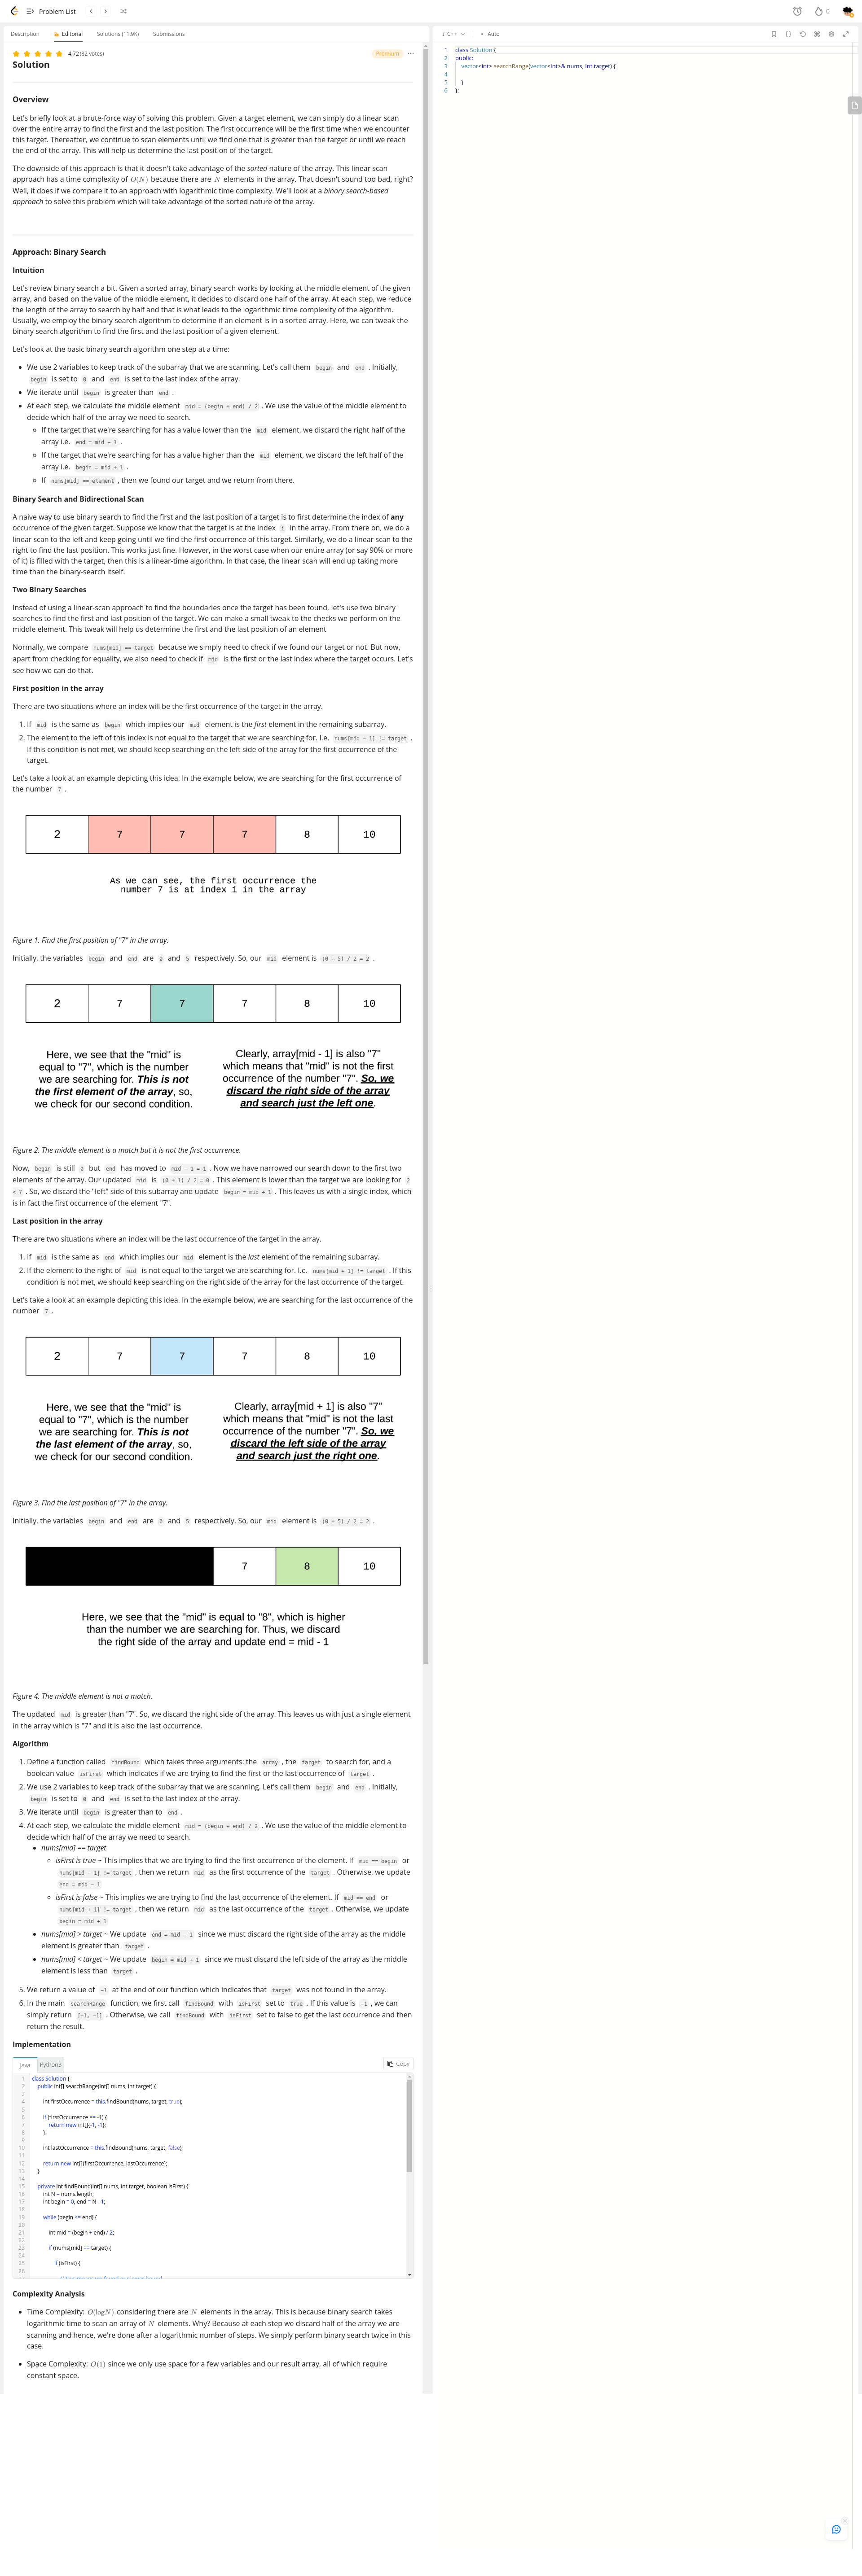 Problem List
0
Description
Editorial
Solutions (11.9K)
Submissions
4.72 (82 votes)
Premium
Solution
Overview
Let's briefly look at a brute-force way of solving this problem. Given a target element, we can simply do a linear scan
over the entire array to find the first and the last position. The first occurrence will be the first time when we encounter
this target. Thereafter, we continue to scan elements until we find one that is greater than the target or until we reach
the end of this array. This will help us determine the last position of the target.
The downside of this approach is that it doesn't take advantage of the sorted nature of the array. This linear scan
approach has a time complexity of O(N) because there are N elements in the array. That doesn't sound too bad, right?
Well, it does if we compare it to an approach with logarithmic time complexity. We'll look at a binary search-based
approach to solve this problem which will take advantage of the sorted nature of the array.
Approach: Binary Search
Intuition
Let's review binary search a bit. Given a sorted array, binary search works by looking at the middle element of the given
array, and based on the value of the middle element, it decides to discard one half of the array. At each step, we reduce
the length of the array to search by half and that is what leads to the logarithmic time complexity of the algorithm.
Usually, we employ the binary search algorithm to determine if an element is in a sorted array. Here, we can tweak the
binary search algorithm to find the first and the last position of a given element.
Let's look at the basic binary search algorithm one step at a time:
• We use 2 variables to keep track of the subarray that we are scanning. Let's call them begin and end . Initially,
begin is set to 0 and end is set to the last index of the array.
• We iterate until begin is greater than end .
• At each step, we calculate the middle element mid = (begin + end) / 2 . We use the value of the middle element to
decide which half of the array we need to search.
◦ If the target that we're searching for has a value lower than the mid element, we discard the right half of the
array i.e. end = mid - 1 .
◦ If the target that we're searching for has a value higher than the mid element, we discard the left half of the
array i.e. begin = mid + 1 .
◦ If nums[mid] == element , then we found our target and we return from there.
Binary Search and Bidirectional Scan
A naive way to use binary search to find the first and the last position of a target is to first determine the index of any
occurrence of the given target. Suppose we know that the target is at the index i in the array. From there on, we do a
linear scan to the left and keep going until we find the first occurrence of this target. Similarly, we do a linear scan to the
right to find the last position. This works just fine. However, in the worst case when our entire array (or say 90% or more
of it) is filled with the target, then this is a linear-time algorithm. In that case, the linear scan will end up taking more
time than the binary-search itself.
Two Binary Searches
Instead of using a linear-scan approach to find the boundaries once the target has been found, let's use two binary
searches to find the first and last position of the target. We can make a small tweak to the checks we perform on the
middle element. This tweak will help us determine the first and the last position of an element
Normally, we compare nums[mid] == target because we simply need to check if we found our target or not. But now,
apart from checking for equality, we also need to check if mid is the first or the last index where the target occurs. Let's
see how we can do that.
First position in the array
There are two situations where an index will be the first occurrence of the target in the array.
1. If mid is the same as begin which implies our mid element is the first element in the remaining subarray.
2. The element to the left of this index is not equal to the target that we are searching for. I.e. nums[mid - 1] != target .
If this condition is not met, we should keep searching on the left side of the array for the first occurrence of the
target.
Let's take a look at an example depicting this idea. In the example below, we are searching for the first occurrence of
the number 7 .
2 7 7 7 8 10
As we can see, the first occurrence the
number 7 is at index 1 in the array
Figure 1. Find the first position of "7" in the array.
Initially, the variables begin and end are 0 and 5 respectively. So, our mid element is (0 + 5) / 2 = 2 .
2 7 7 7 8 10
Here, we see that the "mid" is
equal to "7", which is the number
we are searching for. This is not
the first element of the array, so,
we check for our second condition.
Clearly, array[mid - 1] is also "7"
which means that "mid" is not the first
occurrence of the number "7". So, we
discard the right side of the array
and search just the left one.
Figure 2. The middle element is a match but it is not the first occurrence.
Now, begin is still 0 but end has moved to mid - 1 = 1 . Now we have narrowed our search down to the first two
elements of the array. Our updated mid is (0 + 1) / 2 = 0 . This element is lower than the target we are looking for 2
< 7 . So, we discard the "left" side of this subarray and update begin = mid + 1 . This leaves us with a single index, which
is in fact the first occurrence of the element "7".
Last position in the array
There are two situations where an index will be the last occurrence of the target in the array.
1. If mid is the same as end which implies our mid element is the last element of the remaining subarray.
2. If the element to the right of mid is not equal to the target we are searching for. I.e. nums[mid + 1] != target . If this
condition is not met, we should keep searching on the right side of the array for the last occurrence of the target.
Let's take a look at an example depicting this idea. In the example below, we are searching for the last occurrence of the
number 7 .
2 7 7 7 8 10
Here, we see that the "mid" is
equal to "7", which is the number
we are searching for. This is not
the last element of the array, so,
we check for our second condition.
Clearly, array[mid + 1] is also "7"
which means that "mid" is not the last
occurrence of the number "7". So, we
discard the left side of the array
and search just the right one.
Figure 3. Find the last position of "7" in the array.
Initially, the variables begin and end are 0 and 5 respectively. So, our mid element is (0 + 5) / 2 = 2 .
7 8 10
Here, we see that the "mid" is equal to "8", which is higher
than the number we are searching for. Thus, we discard
the right side of the array and update end = mid - 1
Figure 4. The middle element is not a match.
The updated mid is greater than "7". So, we discard the right side of the array. This leaves us with just a single element
in the array which is "7" and it is also the last occurrence.
Algorithm
1. Define a function called findBound which takes three arguments: the array , the target to search for, and a
boolean value isFirst which indicates if we are trying to find the first or the last occurrence of target .
2. We use 2 variables to keep track of the subarray that we are scanning. Let's call them begin and end . Initially,
begin is set to 0 and end is set to the last index of the array.
3. We iterate until begin is greater than to end .
4. At each step, we calculate the middle element mid = (begin + end) / 2 . We use the value of the middle element to
decide which half of the array we need to search.
• nums[mid] == target
◦ isFirst is true ~ This implies that we are trying to find the first occurrence of the element. If mid == begin or
nums[mid - 1] != target , then we return mid as the first occurrence of the target . Otherwise, we update
end = mid - 1
◦ isFirst is false ~ This implies we are trying to find the last occurrence of the element. If mid == end or
nums[mid + 1] != target , then we return mid as the last occurrence of the target . Otherwise, we update
begin = mid + 1
• nums[mid] > target ~ We update end = mid - 1 since we must discard the right side of the array as the middle
element is greater than target .
• nums[mid] < target ~ We update begin = mid + 1 since we must discard the left side of the array as the middle
element is less than target .
5. We return a value of -1 at the end of our function which indicates that target was not found in the array.
6. In the main searchRange function, we first call findBound with isFirst set to true . If this value is -1 , we can
simply return [-1, -1] . Otherwise, we call findBound with isFirst set to false to get the last occurrence and then
return the result.
Implementation
Java
Python3
Copy
1 class Solution {
2 public int[] searchRange(int[] nums, int target) {
3
4 int firstOccurrence = this.findBound(nums, target, true);
5
6 if (firstOccurrence == -1) {
7 return new int[]{-1, -1};
8 }
9
10 int lastOccurrence = this.findBound(nums, target, false);
11
12 return new int[]{firstOccurrence, lastOccurrence};
13 }
14
15 private int findBound(int[] nums, int target, boolean isFirst) {
16 int N = nums.length;
17 int begin = 0, end = N - 1;
18
19 while (begin <= end) {
20
21 int mid = (begin + end) / 2;
22
23 if (nums[mid] == target) {
24
25 if (isFirst) {
26
Complexity Analysis
• Time Complexity: O(logN) considering there are N elements in the array. This is because binary search takes
logarithmic time to scan an array of N elements. Why? Because at each step we discard half of the array we are
scanning and hence, we're done after a logarithmic number of steps. We simply perform binary search twice in this
case.
• Space Complexity: O(1) since we only use space for a few variables and our result array, all of which require
constant space.
C++
Auto
1 class Solution {
2 public:
3 vector<int> searchRange(vector<int>& nums, int target) {
4
5 }
6 };